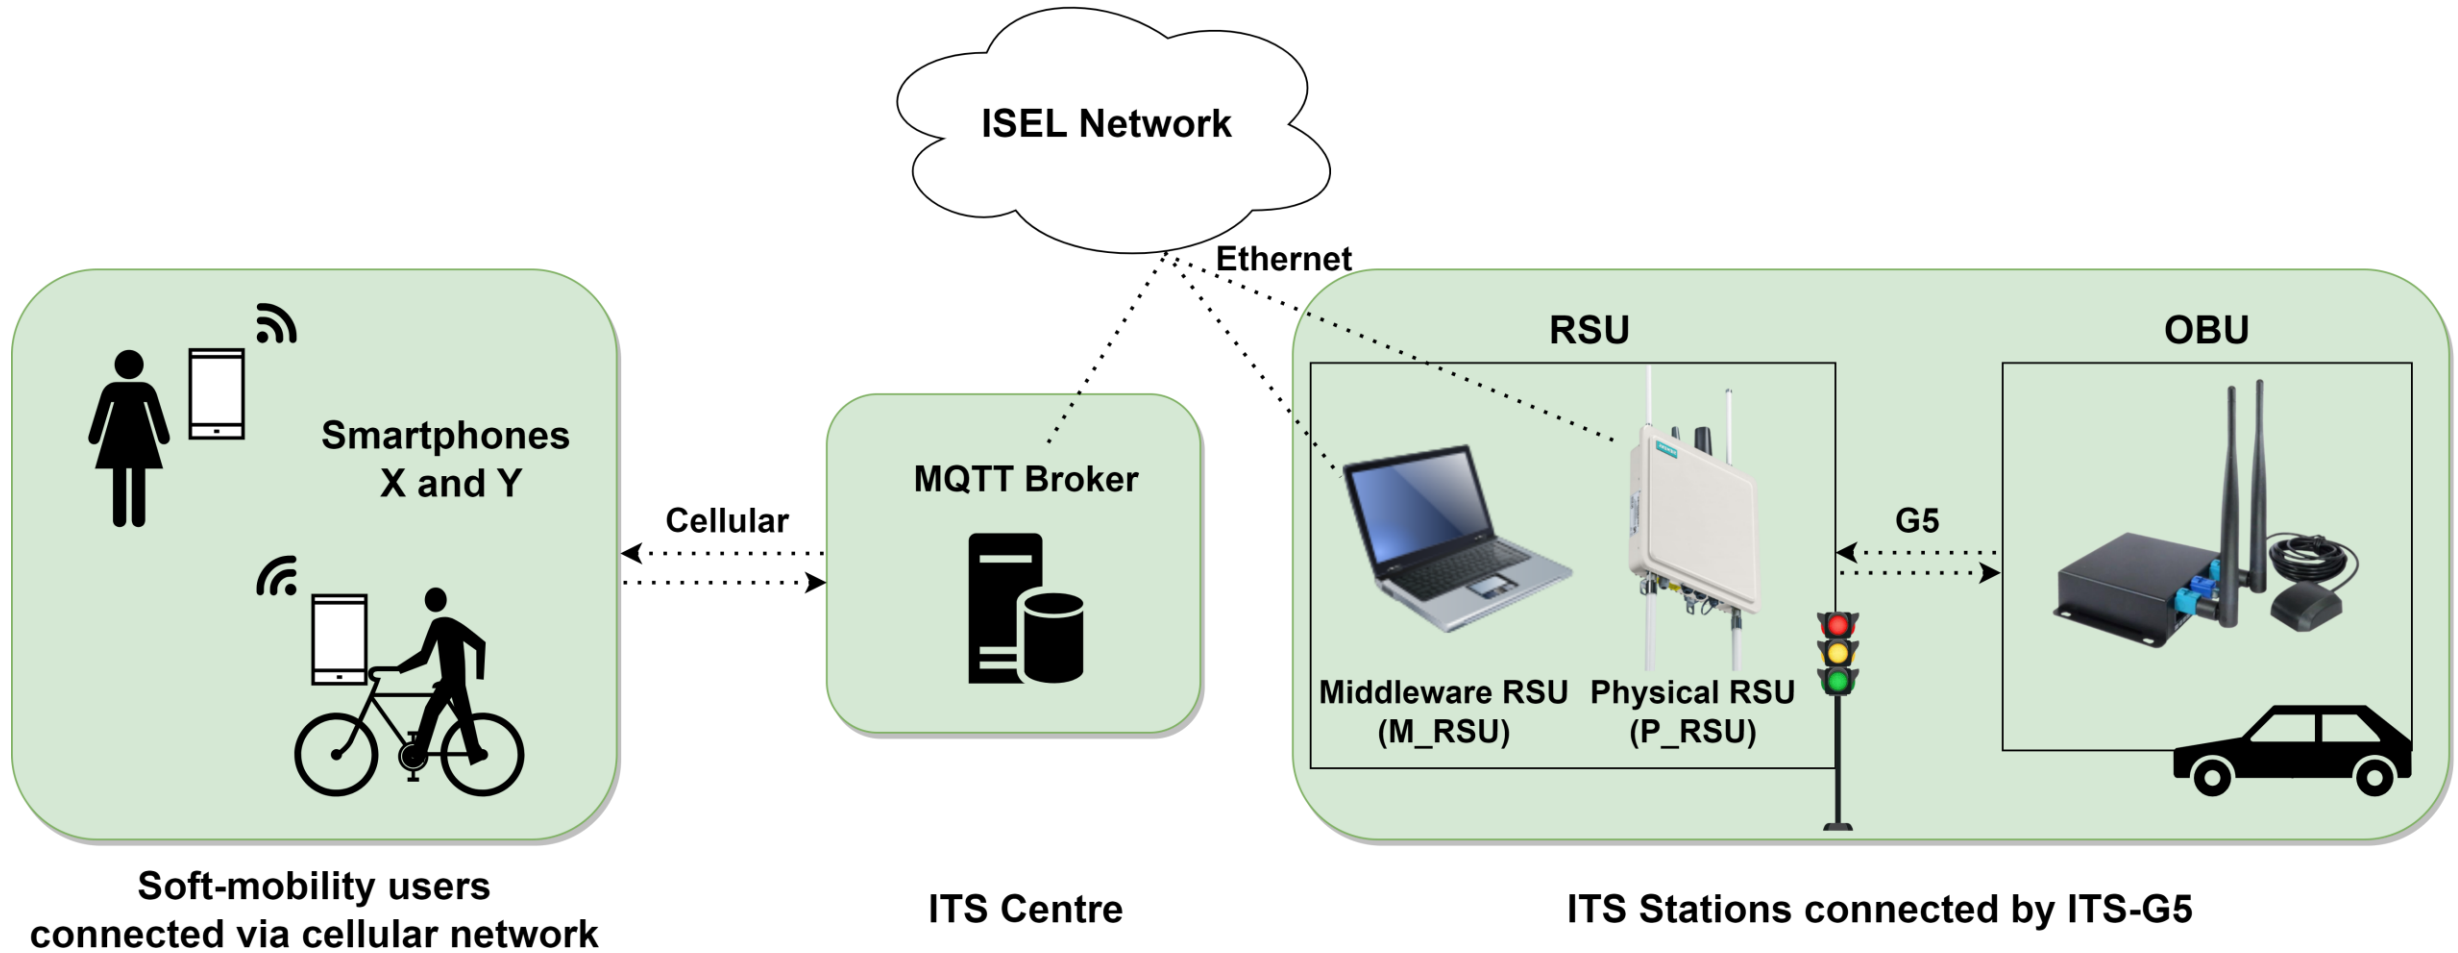 ISEL Network
Ethernet
Smartphones
X and Y
Cellular
MQTT Broker
RSU
OBU
G5
Middleware RSU
(M_RSU)
Physical RSU
(P_RSU)
Soft-mobility users
connected via cellular network
ITS Centre
ITS Stations connected by ITS-G5